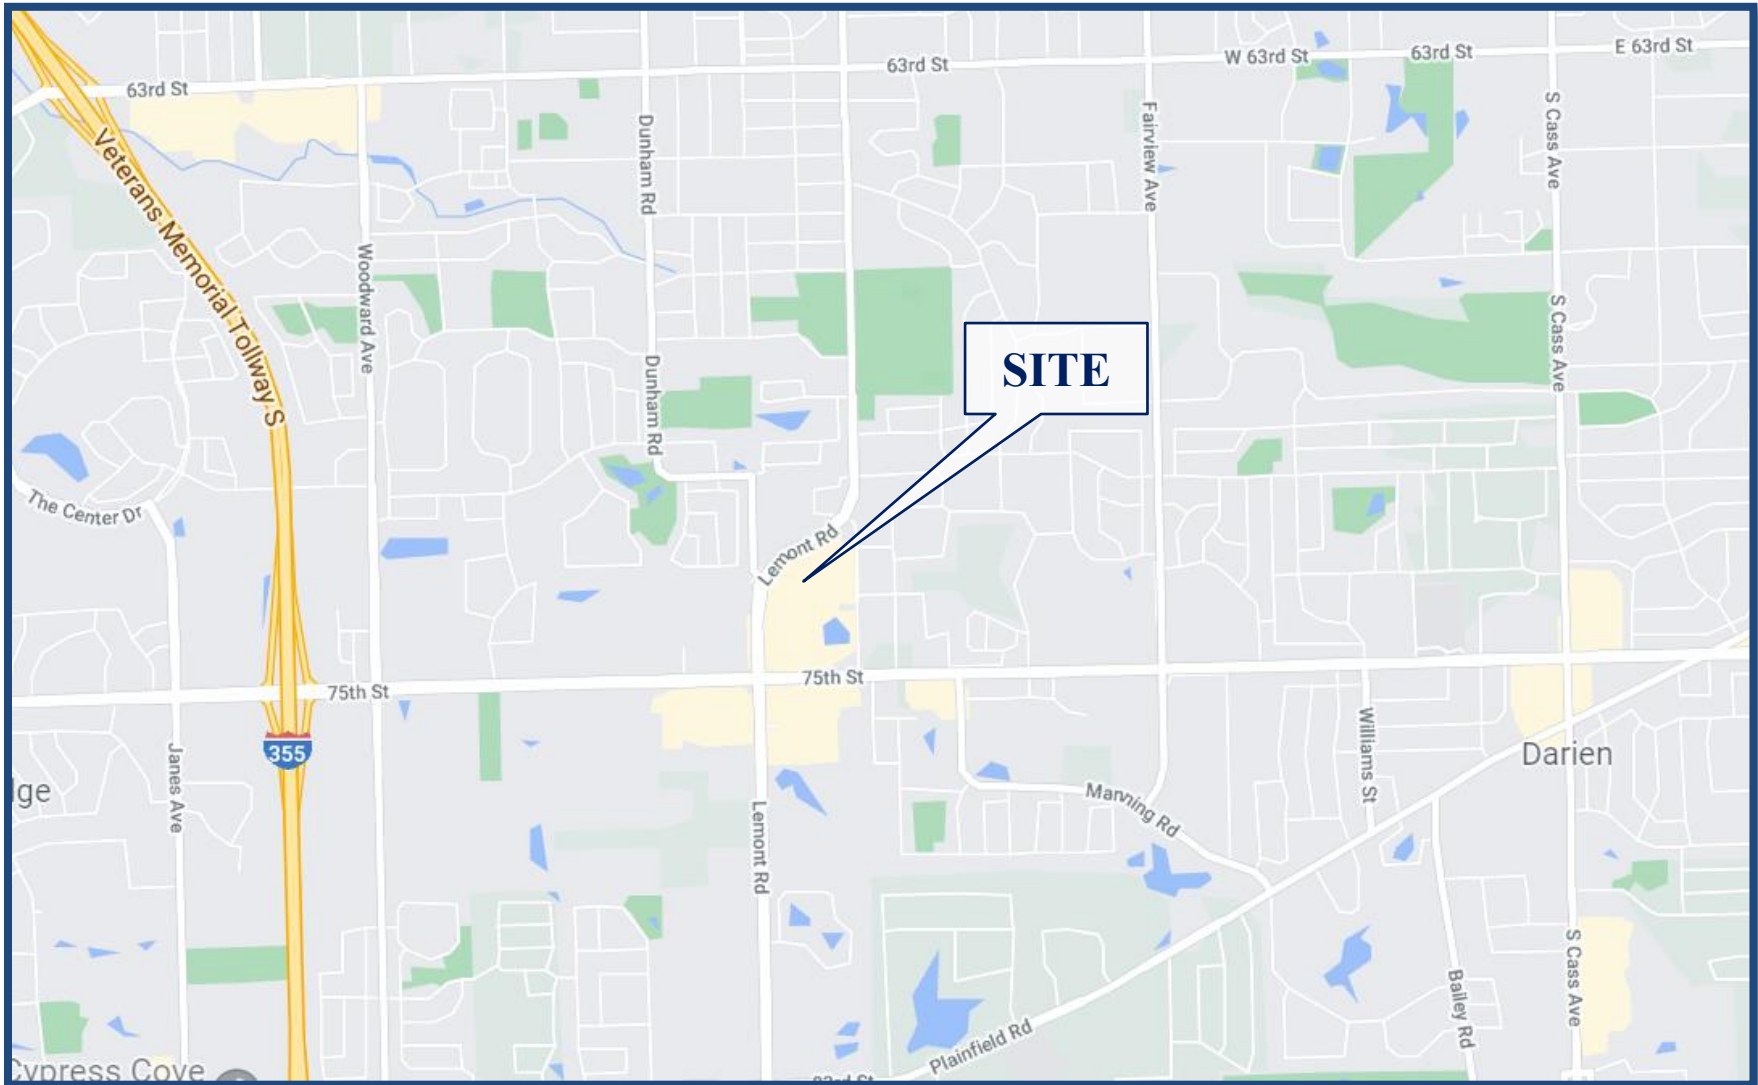 63rd St
63rd St
W 63rd St
63rd St
E 63rd St
Veterans Memorial Tollway S
Woodward Ave
Dunham Rd
Dunham Rd
Fairview Ave
S Cass Ave
S Cass Ave
SITE
The Center Dr
Lemont Rd
75th St
75th St
355
Janes Ave
lge
Lemont Rd
Manning Rd
Williams St
Darien
Bailey Rd
S Cass Ave
Plainfield Rd
Cypress Cove